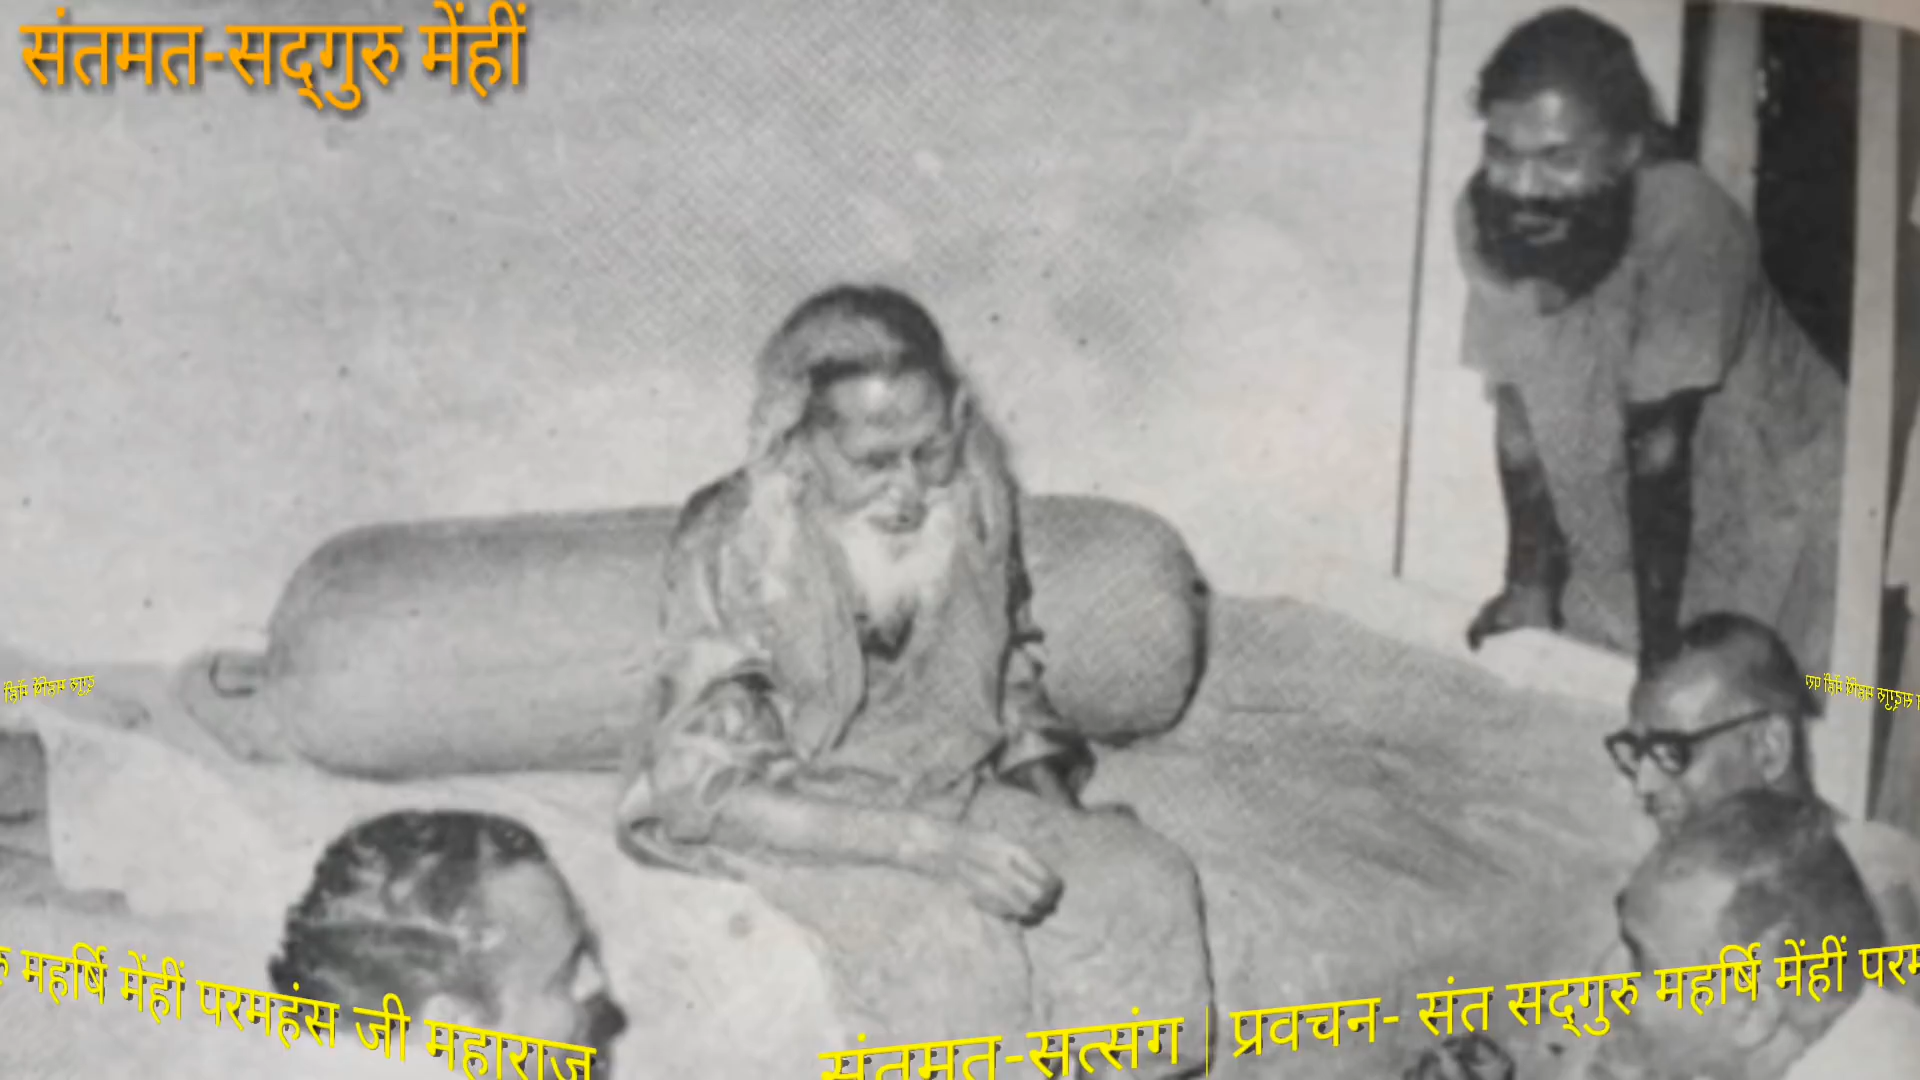 संतमत-सद्गुरु मेंहीं
महर्षि मेंहीं परमहंस जी महाराज
संतमत-सत्संग | प्रवचन- संत सद्गुरु महर्षि मेंहीं